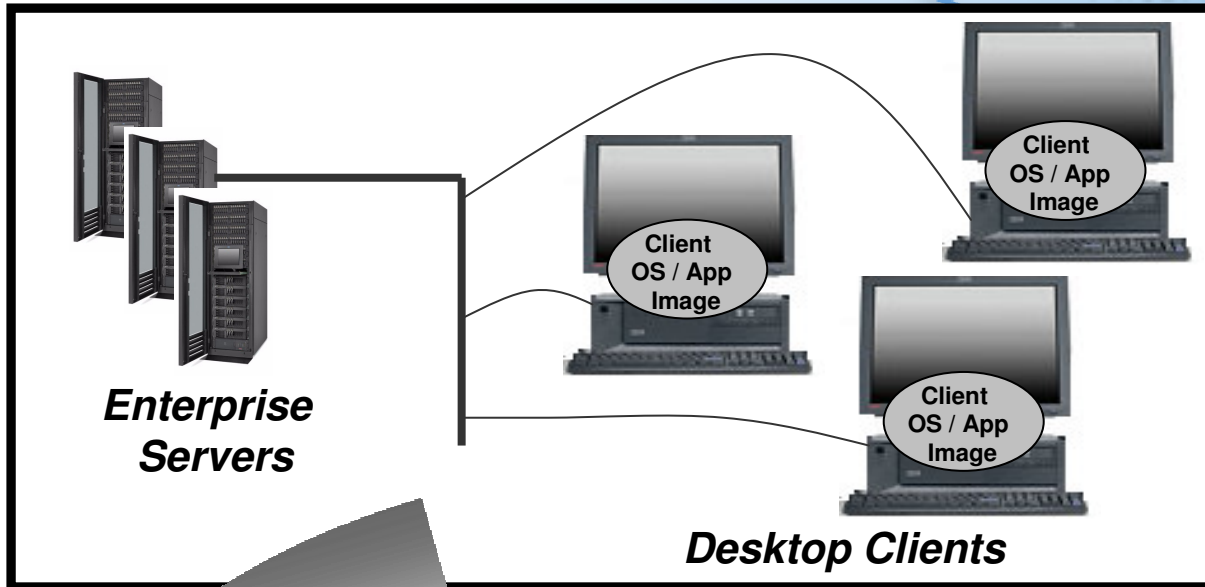 Client
OS / App
Image
Client
OS / App
Image
Client
OS / App
Image
Enterprise
Servers
Desktop Clients